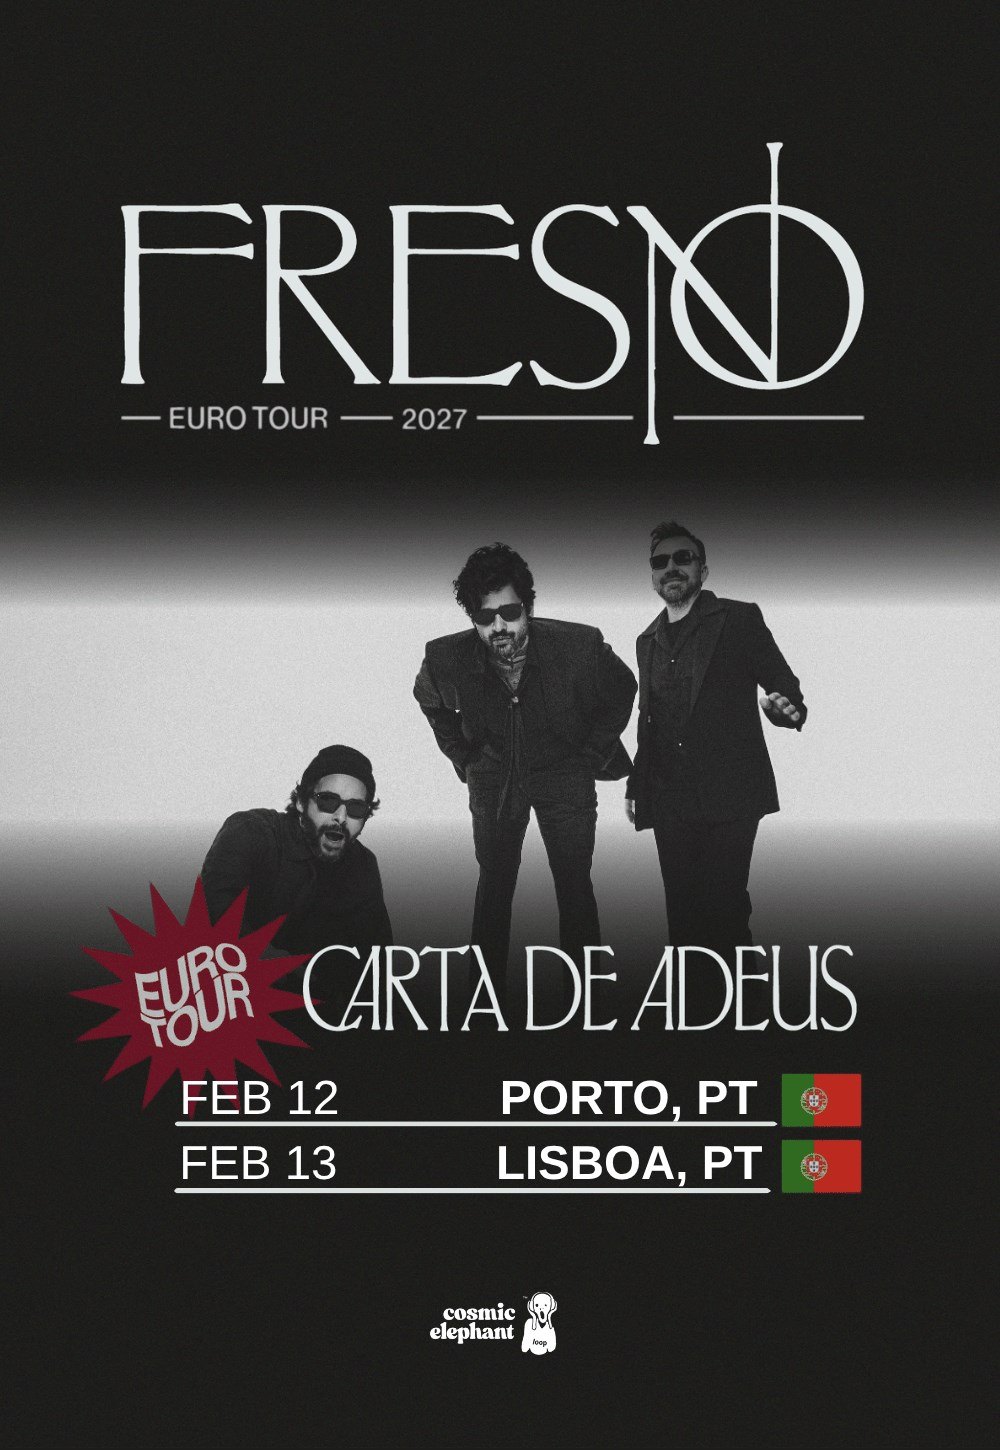 FRESNO
EURO TOUR 2027
EURO
TOUR
CARTA DE ADEUS
FEB 12 PORTO, PT
FEB 13 LISBOA, PT
cosmic
elephant
loop